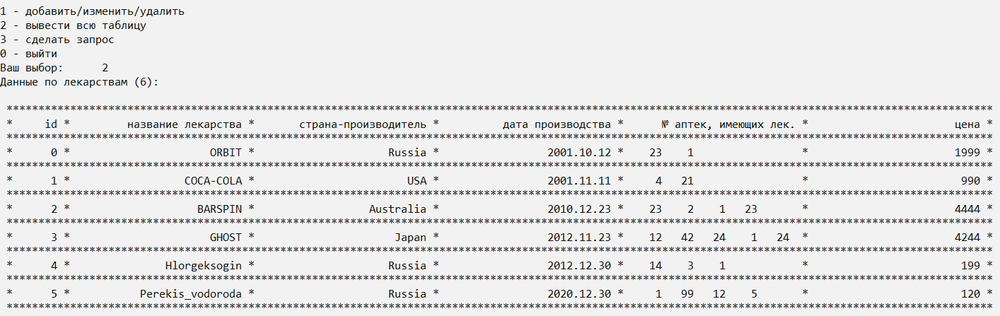 1 - добавить/изменить/удалить
2 - вывести всю таблицу
3 - сделать запрос
0 - выйти
Ваш выбор: 2
Данные по лекарствам (6):
* id * название лекарства * страна-производитель * дата производства * № аптек, имеющих лек. * цена *
* 0 * ORBIT * Russia * 2001.10.12 * 23 1 * 1999 *
* 1 * COCA-COLA * USA * 2001.11.11 * 4 21 * 990 *
* 2 * BARSPIN * Australia * 2010.12.23 * 23 2 1 23 * 4444 *
* 3 * GHOST * Japan * 2012.11.23 * 12 42 24 1 24 * 4244 *
* 4 * Hlorgeksogin * Russia * 2012.12.30 * 14 3 1 * 199 *
* 5 * Perekis_vodoroda * Russia * 2020.12.30 * 1 99 12 5 * 120 *